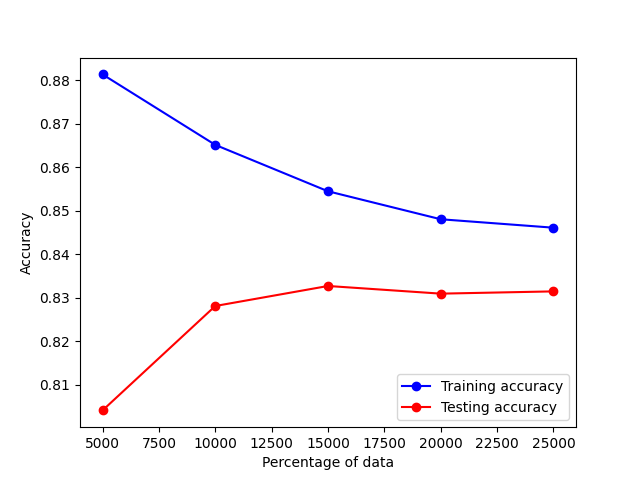 0.88
0.87
0.86
0.85
0.84
0.83
0.82
0.81
Accuracy
5000 7500 10000 12500 15000 17500 20000 22500 25000
Percentage of data
Training accuracy
Testing accuracy